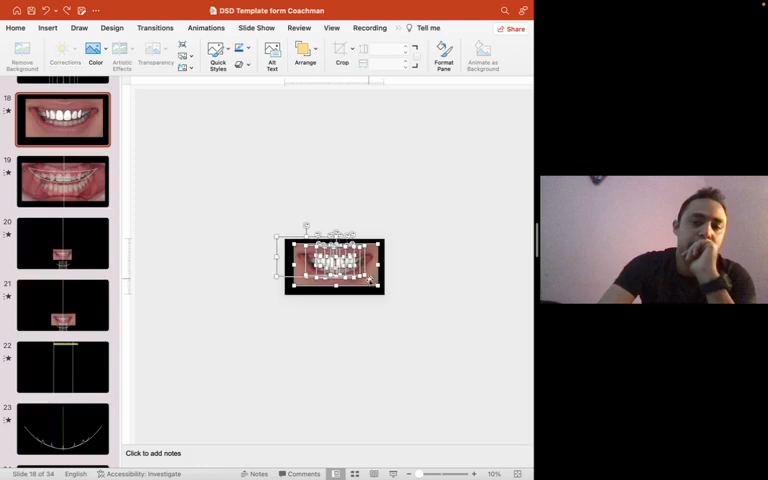 DSD Template form Coachman
Home Insert Draw Design Transitions Animations Slide Show Review View Recording Tell me Share
Remove Background Corrections Color Artistic Effects Transparency Quick Styles Alt Text Arrange Crop Format Pane Animate as Background
18
19
20
21
22
23
Click to add notes
Slide 18 of 34 English Accessibility: Investigate Notes Comments 10%